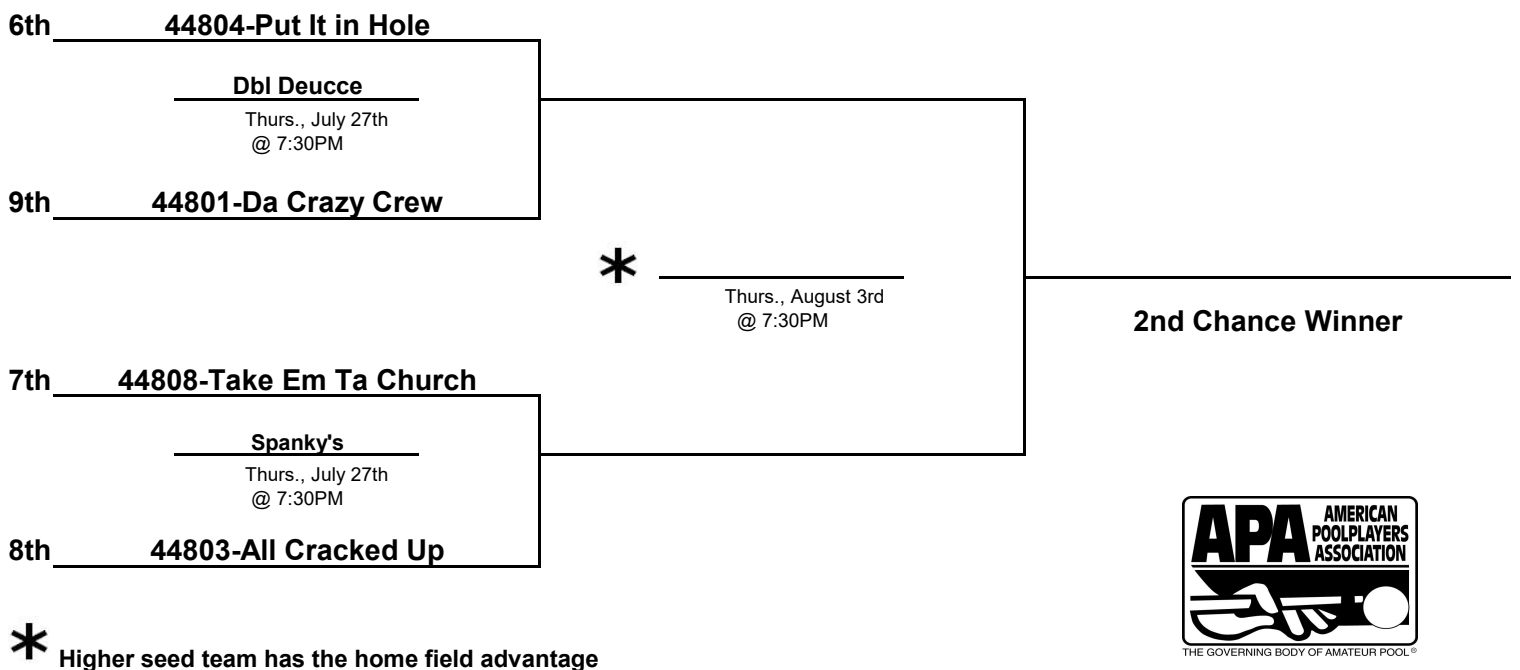 6th 44804-Put It in Hole
Dbl Deucce
Thurs., July 27th
@ 7:30PM
9th 44801-Da Crazy Crew
*
Thurs., August 3rd
@ 7:30PM
2nd Chance Winner
7th 44808-Take Em Ta Church
Spanky's
Thurs., July 27th
@ 7:30PM
8th 44803-All Cracked Up
APA AMERICAN
POOLPLAYERS
ASSOCIATION
THE GOVERNING BODY OF AMATEUR POOL®
* Higher seed team has the home field advantage